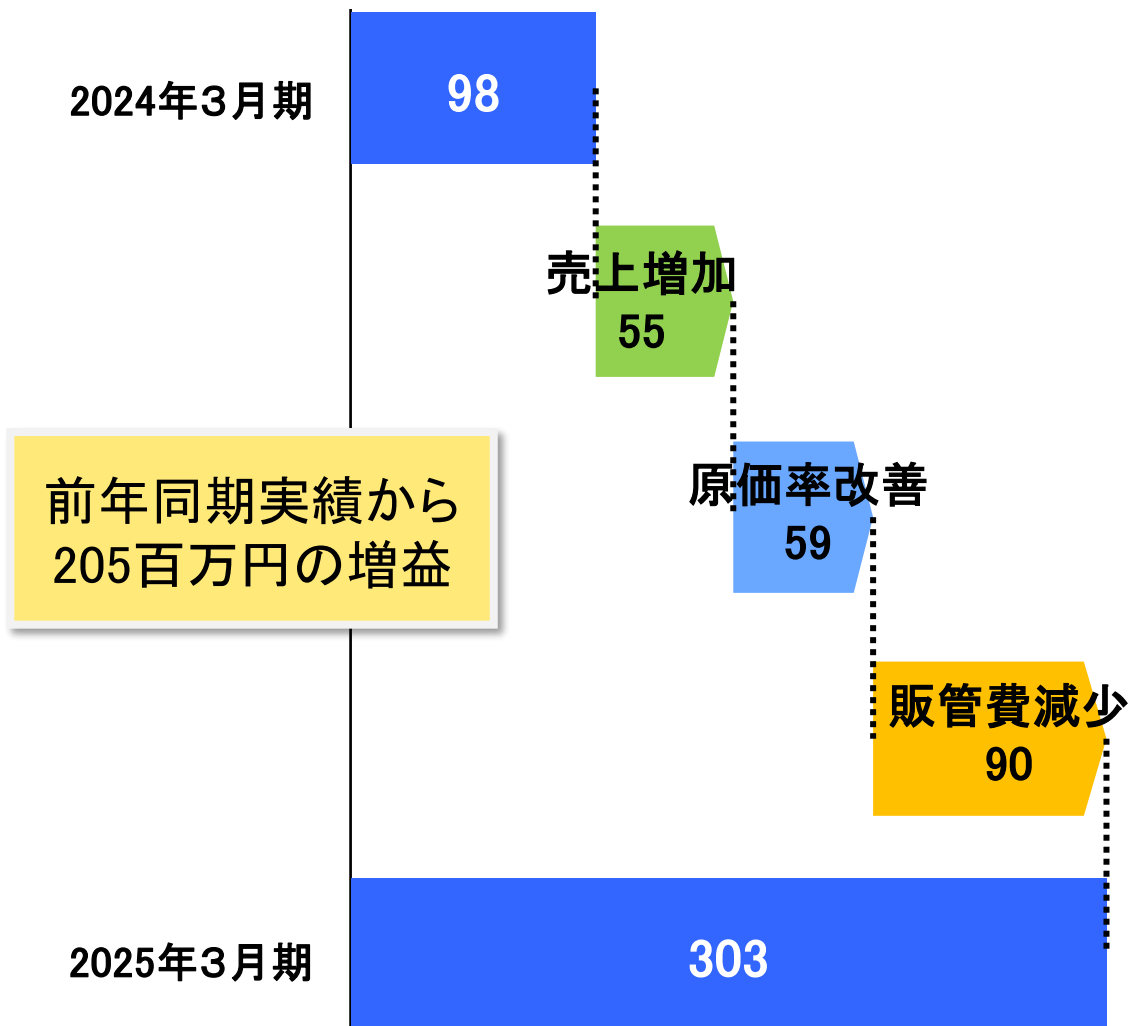 2024年３月期
98
売上増加
55
原価率改善
59
前年同期実績から
205百万円の増益
販管費減少
90
2025年３月期
303